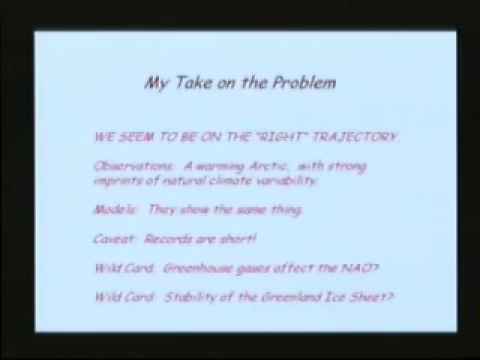 My Take on the Problem
WE SEEM TO BE ON THE "RIGHT" TRAJECTORY.
Observations: A warming Arctic, with strong
imprints of natural climate variability.
Models: They show the same thing.
Caveat: Records are short!
Wild Card: Greenhouse gases affect the NAO?
Wild Card: Stability of the Greenland Ice Sheet?